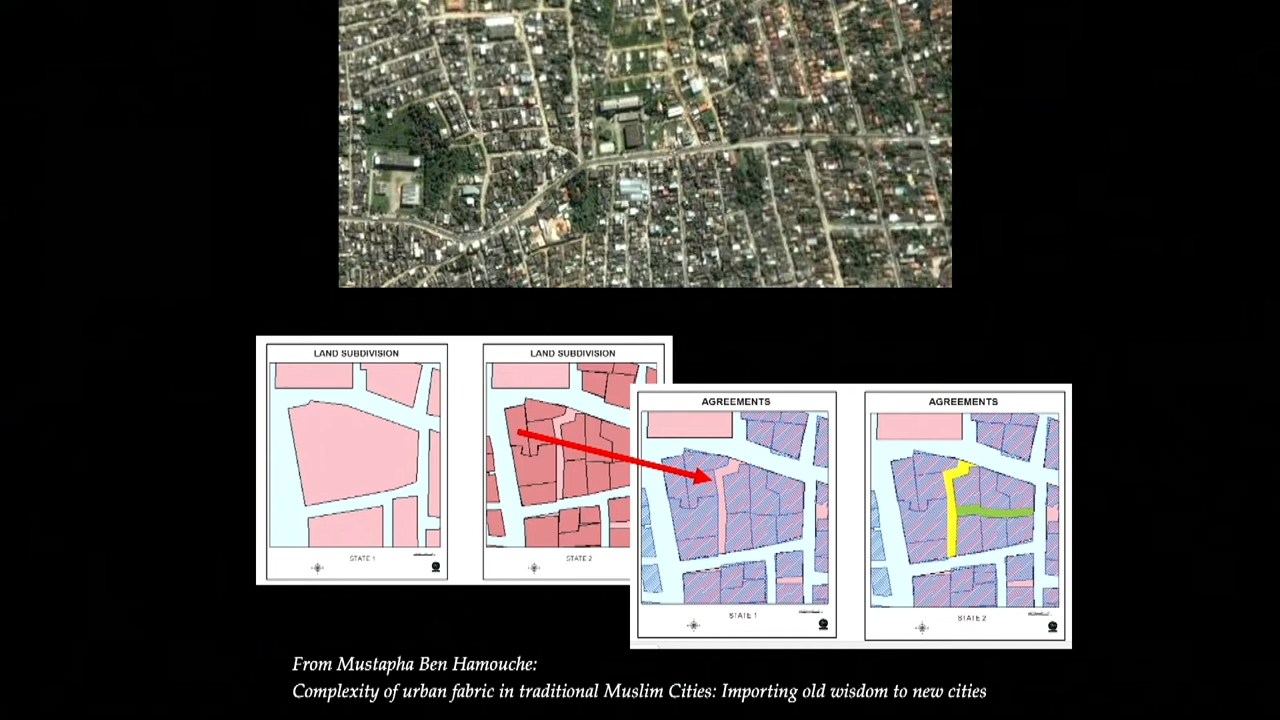 LAND SUBDIVISION
LAND SUBDIVISION
STATE 1
STATE 2
AGREEMENTS
AGREEMENTS
STATE 1
STATE 2
From Mustapha Ben Hamouche:
Complexity of urban fabric in traditional Muslim Cities: Importing old wisdom to new cities